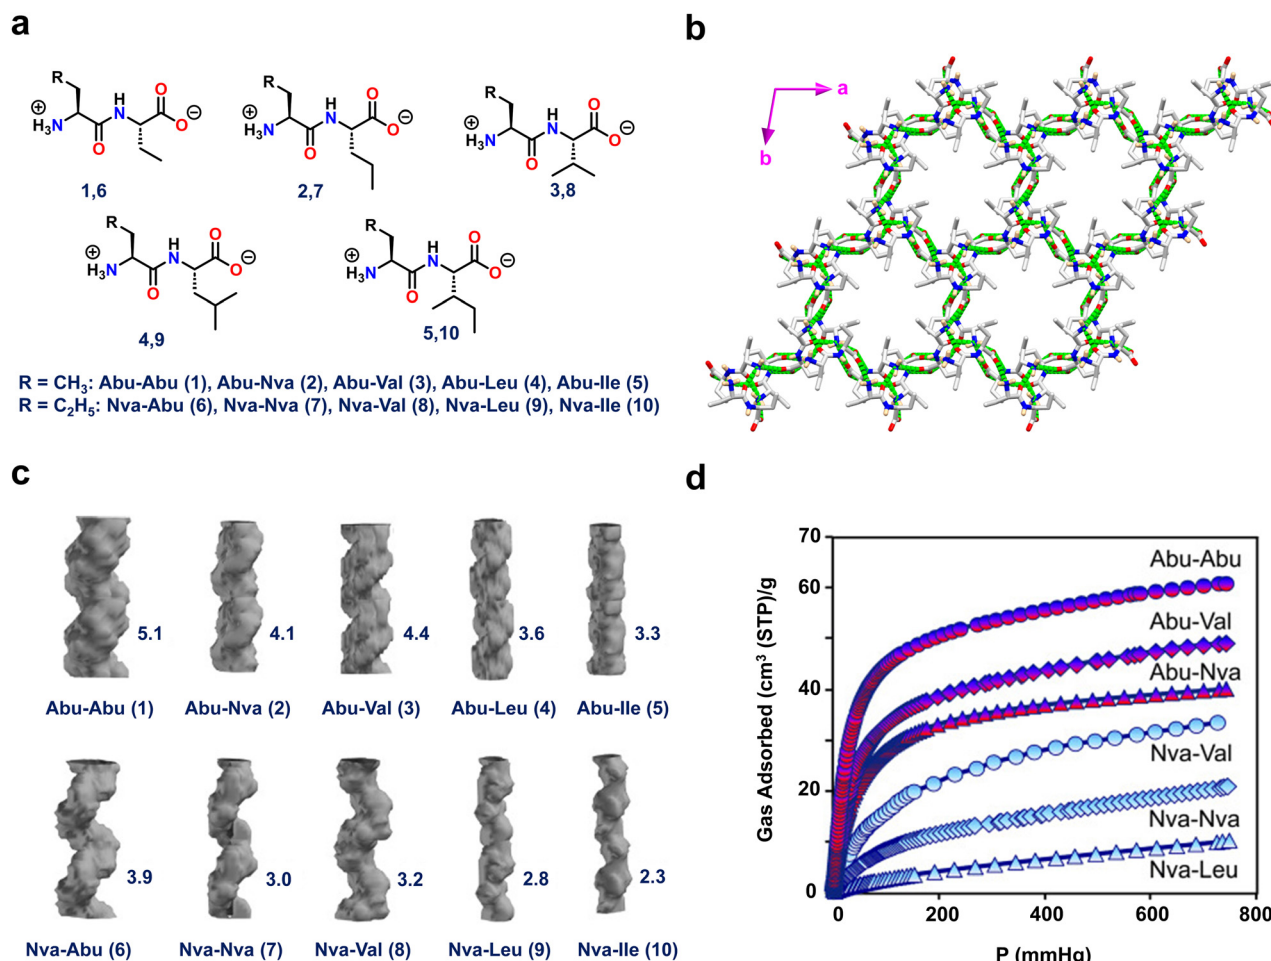 a
R
H
O
⊕
H₃N
N
O
⊖
O
1,6
R
H
O
⊕
H₃N
N
O
⊖
O
2,7
R
H
O
⊕
H₃N
N
O
⊖
O
3,8
R
H
O
⊕
H₃N
N
O
⊖
O
4,9
R
H
O
⊕
H₃N
N
O
⊖
O
5,10
R = CH₃: Abu-Abu (1), Abu-Nva (2), Abu-Val (3), Abu-Leu (4), Abu-Ile (5)
R = C₂H₅: Nva-Abu (6), Nva-Nva (7), Nva-Val (8), Nva-Leu (9), Nva-Ile (10)
b
a
b
c
5.1
4.1
4.4
3.6
3.3
Abu-Abu (1)
Abu-Nva (2)
Abu-Val (3)
Abu-Leu (4)
Abu-Ile (5)
3.9
3.0
3.2
2.8
2.3
Nva-Abu (6)
Nva-Nva (7)
Nva-Val (8)
Nva-Leu (9)
Nva-Ile (10)
d
Gas Adsorbed (cm³ (STP)/g
70
60
40
20
0
Abu-Abu
Abu-Val
Abu-Nva
Nva-Val
Nva-Nva
Nva-Leu
0
200
400
600
800
P (mmHg)